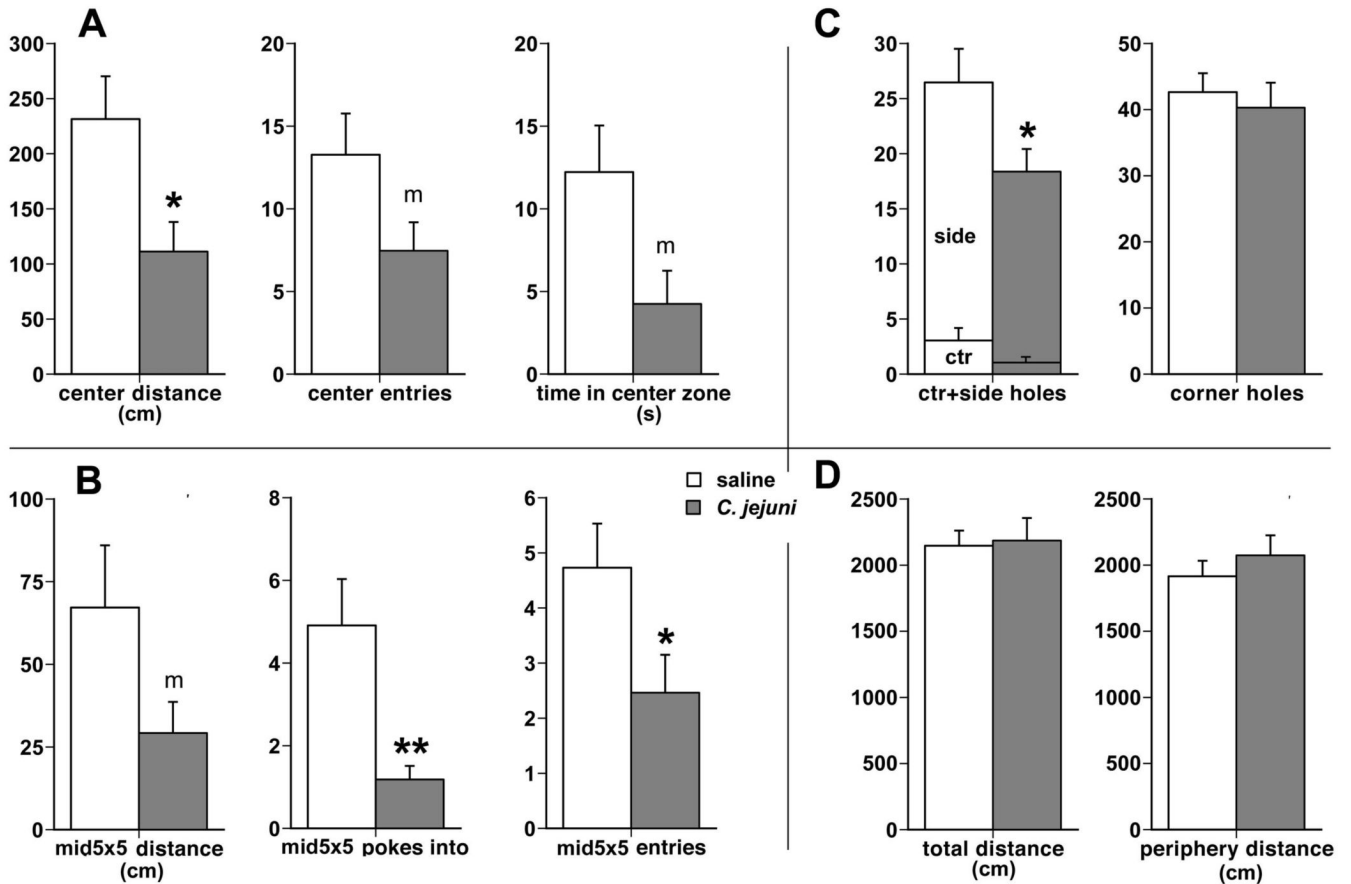 A
300
250
200
150
100
50
0
*
center distance
(cm)
20
15
10
5
0
m
center entries
20
15
10
5
0
m
time in center zone
(s)
C
30
25
20
15
10
5
0
side
ctr
*
ctr+side holes
50
40
30
20
10
0
corner holes
B
100
75
50
25
0
m
mid5x5 distance
(cm)
8
6
4
2
0
**
mid5x5 pokes into
6
5
4
3
2
1
0
*
mid5x5 entries
saline
C. jejuni
D
2500
2000
1500
1000
500
0
total distance
(cm)
2500
2000
1500
1000
500
0
periphery distance
(cm)